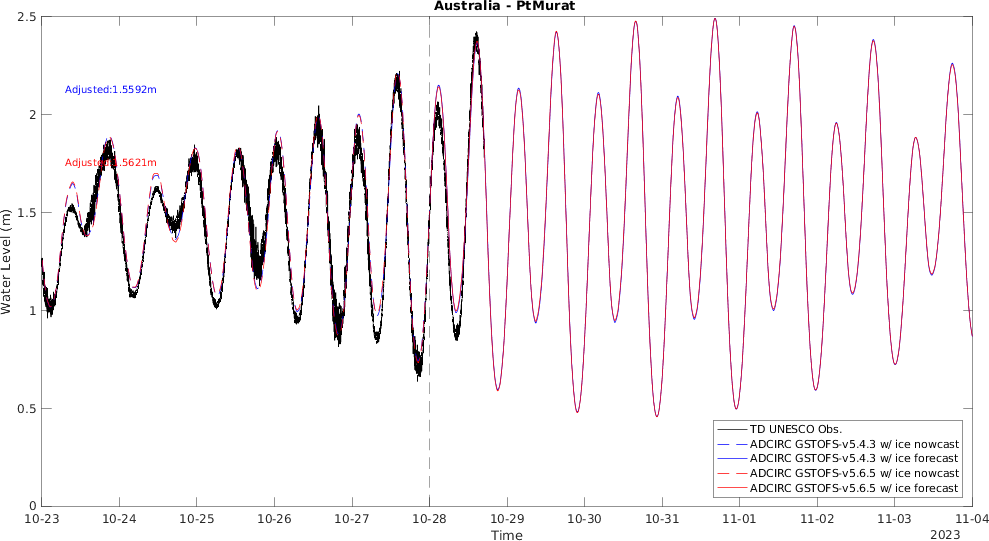 Australia - PtMurat
2.5
2
1.5
1
0.5
0
Water Level (m)
Adjusted:1.5592m
Adjusted:1.5621m
TD UNESCO Obs.
ADCIRC GSTOFS-v5.4.3 w/ ice nowcast
ADCIRC GSTOFS-v5.4.3 w/ ice forecast
ADCIRC GSTOFS-v5.6.5 w/ ice nowcast
ADCIRC GSTOFS-v5.6.5 w/ ice forecast
10-23 10-24 10-25 10-26 10-27 10-28 10-29 10-30 10-31 11-01 11-02 11-03 11-04
Time
2023